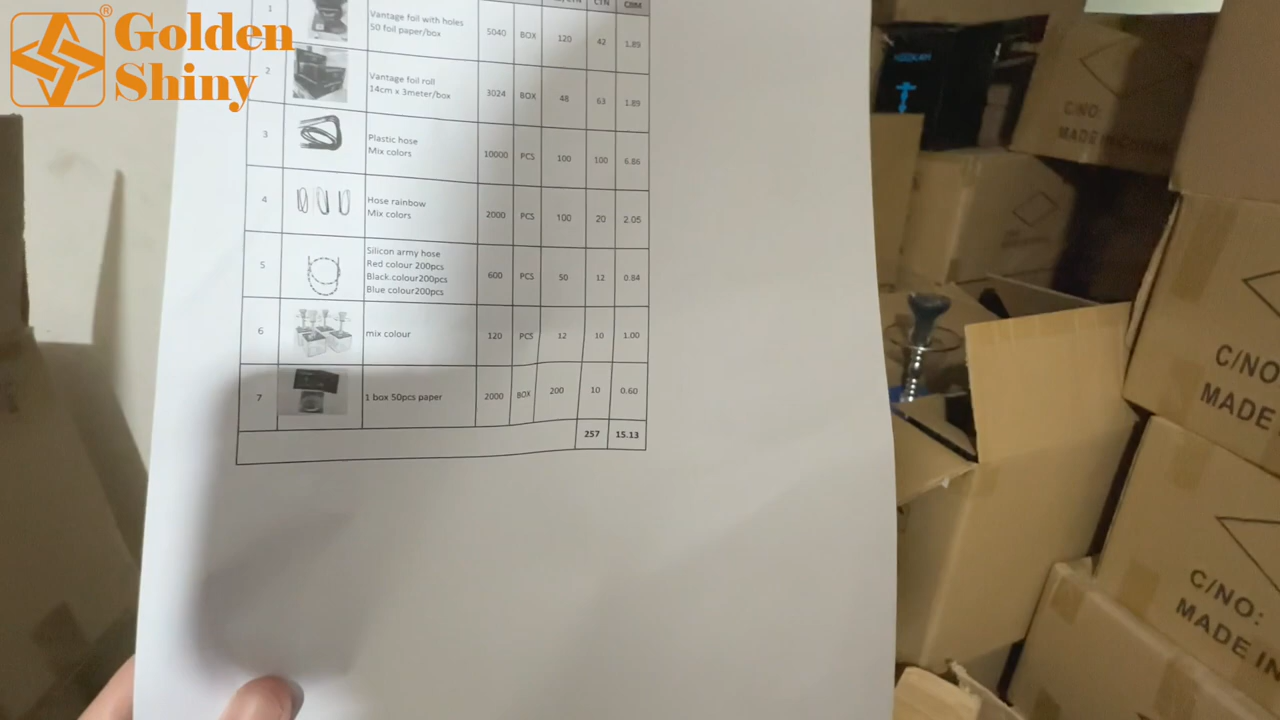 Golden
Shiny
®
CTN
CBM
1
Vantage foil with holes
50 foil paper/box
5040
BOX
120
42
1.89
2
Vantage foil roll
14cm x 3meter/box
3024
BOX
48
63
1.89
3
Plastic hose
Mix colors
10000
PCS
100
100
6.86
4
Hose rainbow
Mix colors
2000
PCS
100
20
2.05
5
Silicon army hose
Red colour 200pcs
Black.colour200pcs
Blue colour200pcs
600
PCS
50
12
0.84
6
mix colour
120
PCS
12
10
1.00
7
1 box 50pcs paper
2000
BOX
200
10
0.60
257
15.13
C/NO:
MADE IN CHINA
C/NO
MADE
C/NO:
MADE IN